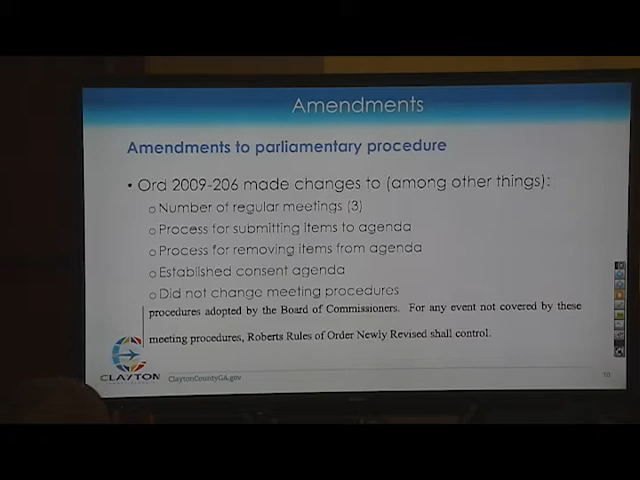 Amendments
Amendments to parliamentary procedure
• Ord 2009-206 made changes to (among other things):
o Number of regular meetings (3)
o Process for submitting items to agenda
o Process for removing items from agenda
o Established consent agenda
o Did not change meeting procedures
procedures adopted by the Board of Commissioners. For any event not covered by these
meeting procedures, Roberts Rules of Order Newly Revised shall control.
CLAYTON
ClaytonCountyGA.gov